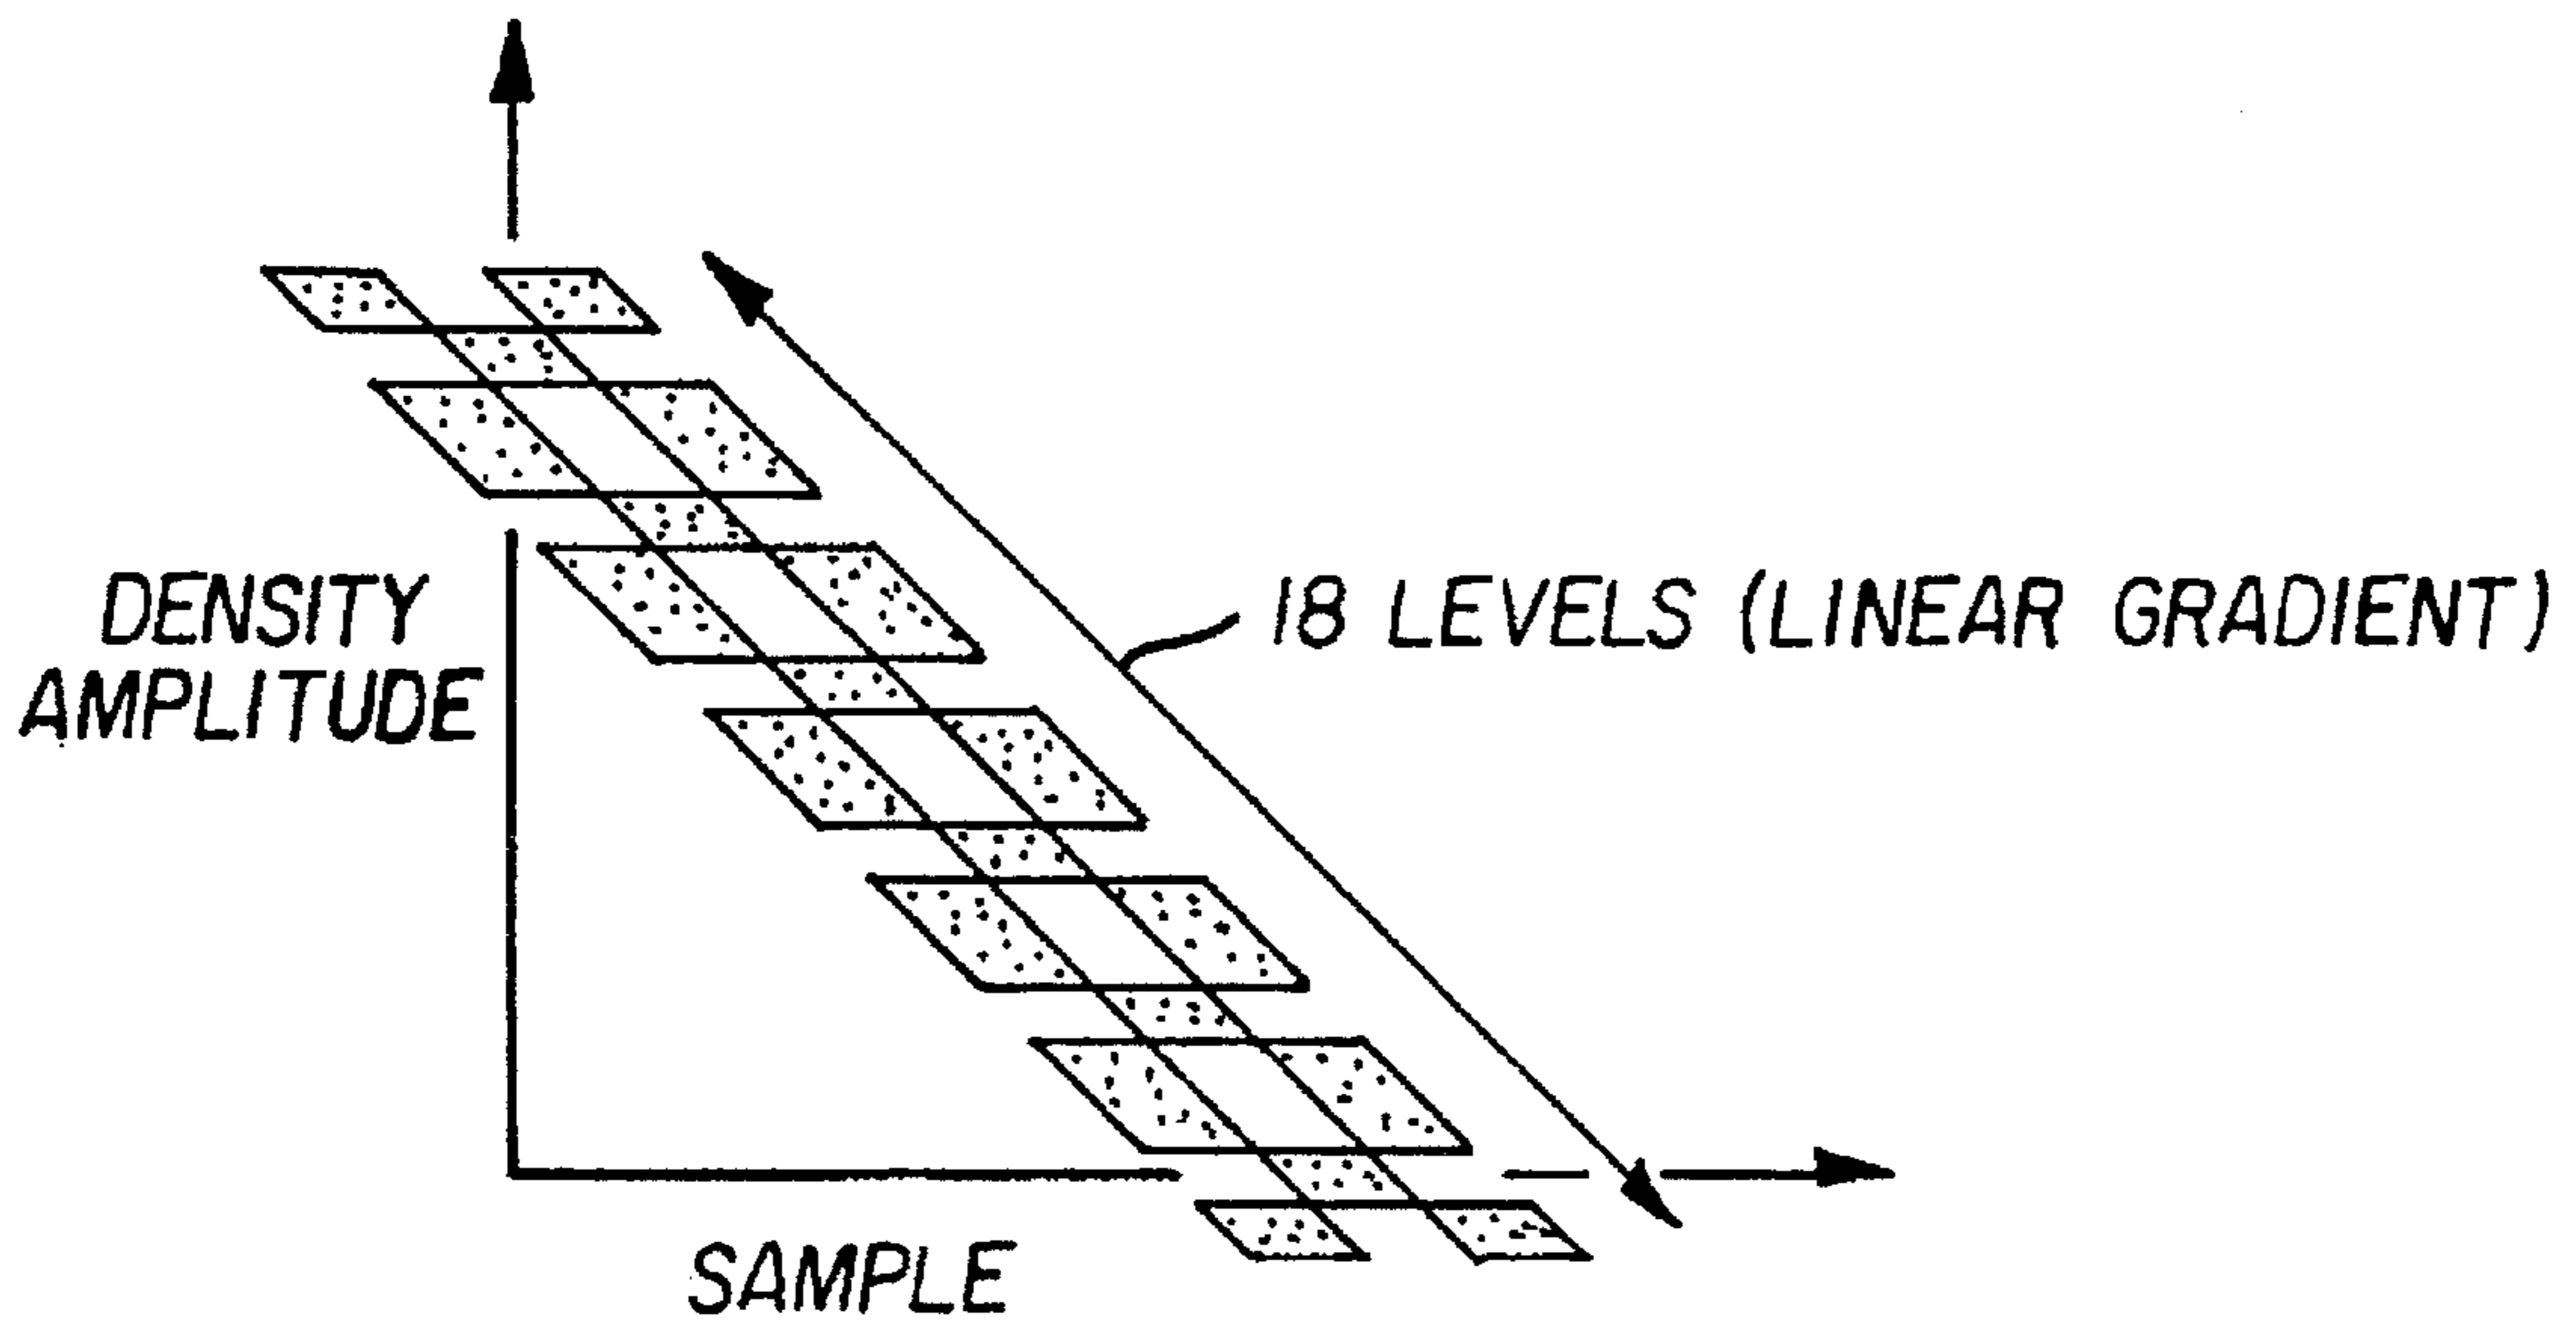 DENSITY
AMPLITUDE
18 LEVELS (LINEAR GRADIENT)
SAMPLE